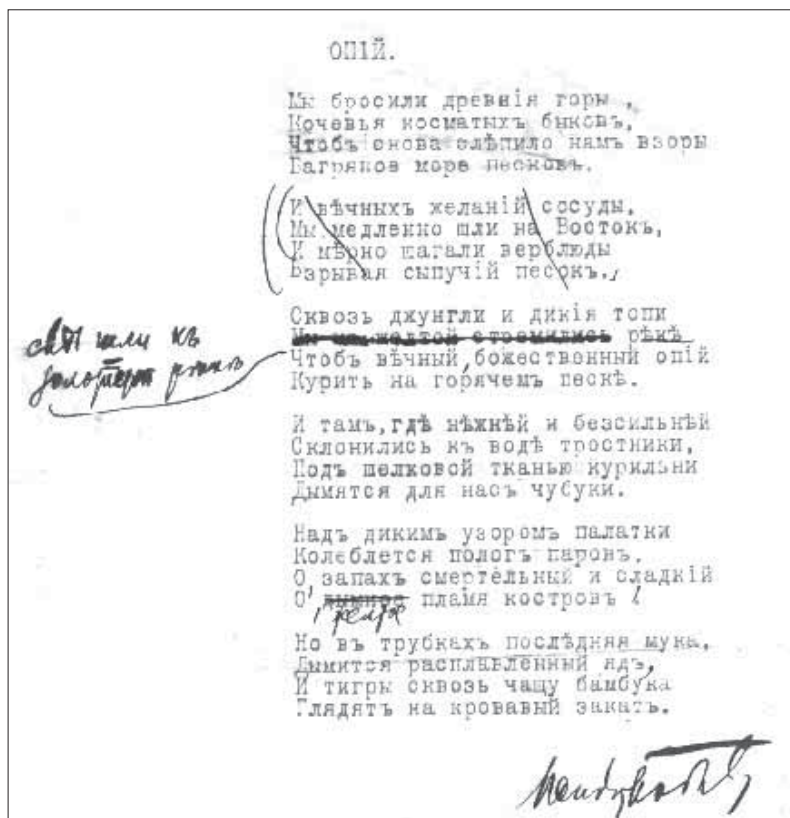 ОПІЙ.
Мы бросили древнія горы,
Кочевья косматыхъ быковъ,
Чтобъ снова слѣпило намъ взоры
Багряное море песковъ.
И вѣчныхъ желаній сосуды,
Мы медленно шли на Востокъ,
И мѣрно шагали верблюды
Взрывая сыпучій песокъ.
Сквозь джунгли и дикія топи
Мы къ желтой стремились рѣкѣ
шли къ
Чтобъ вѣчный, божественный опій
Курить на горячемъ пескѣ.
И тамъ, гдѣ нѣжнѣй и безсильнѣй
Склонились къ водѣ тростники,
Подъ шелковой тканью курильни
Дымятся для насъ чубуки.
Надъ дикимъ узоромъ палатки
Колеблется пологъ паровъ.
О, запахъ смертельный и сладкій
О, дымное пламя костровъ!
Но въ трубкахъ послѣдняя мука,
Дымится расплавленный ядъ,
И тигры сквозь чащу бамбука
Глядятъ на кровавый закатъ.